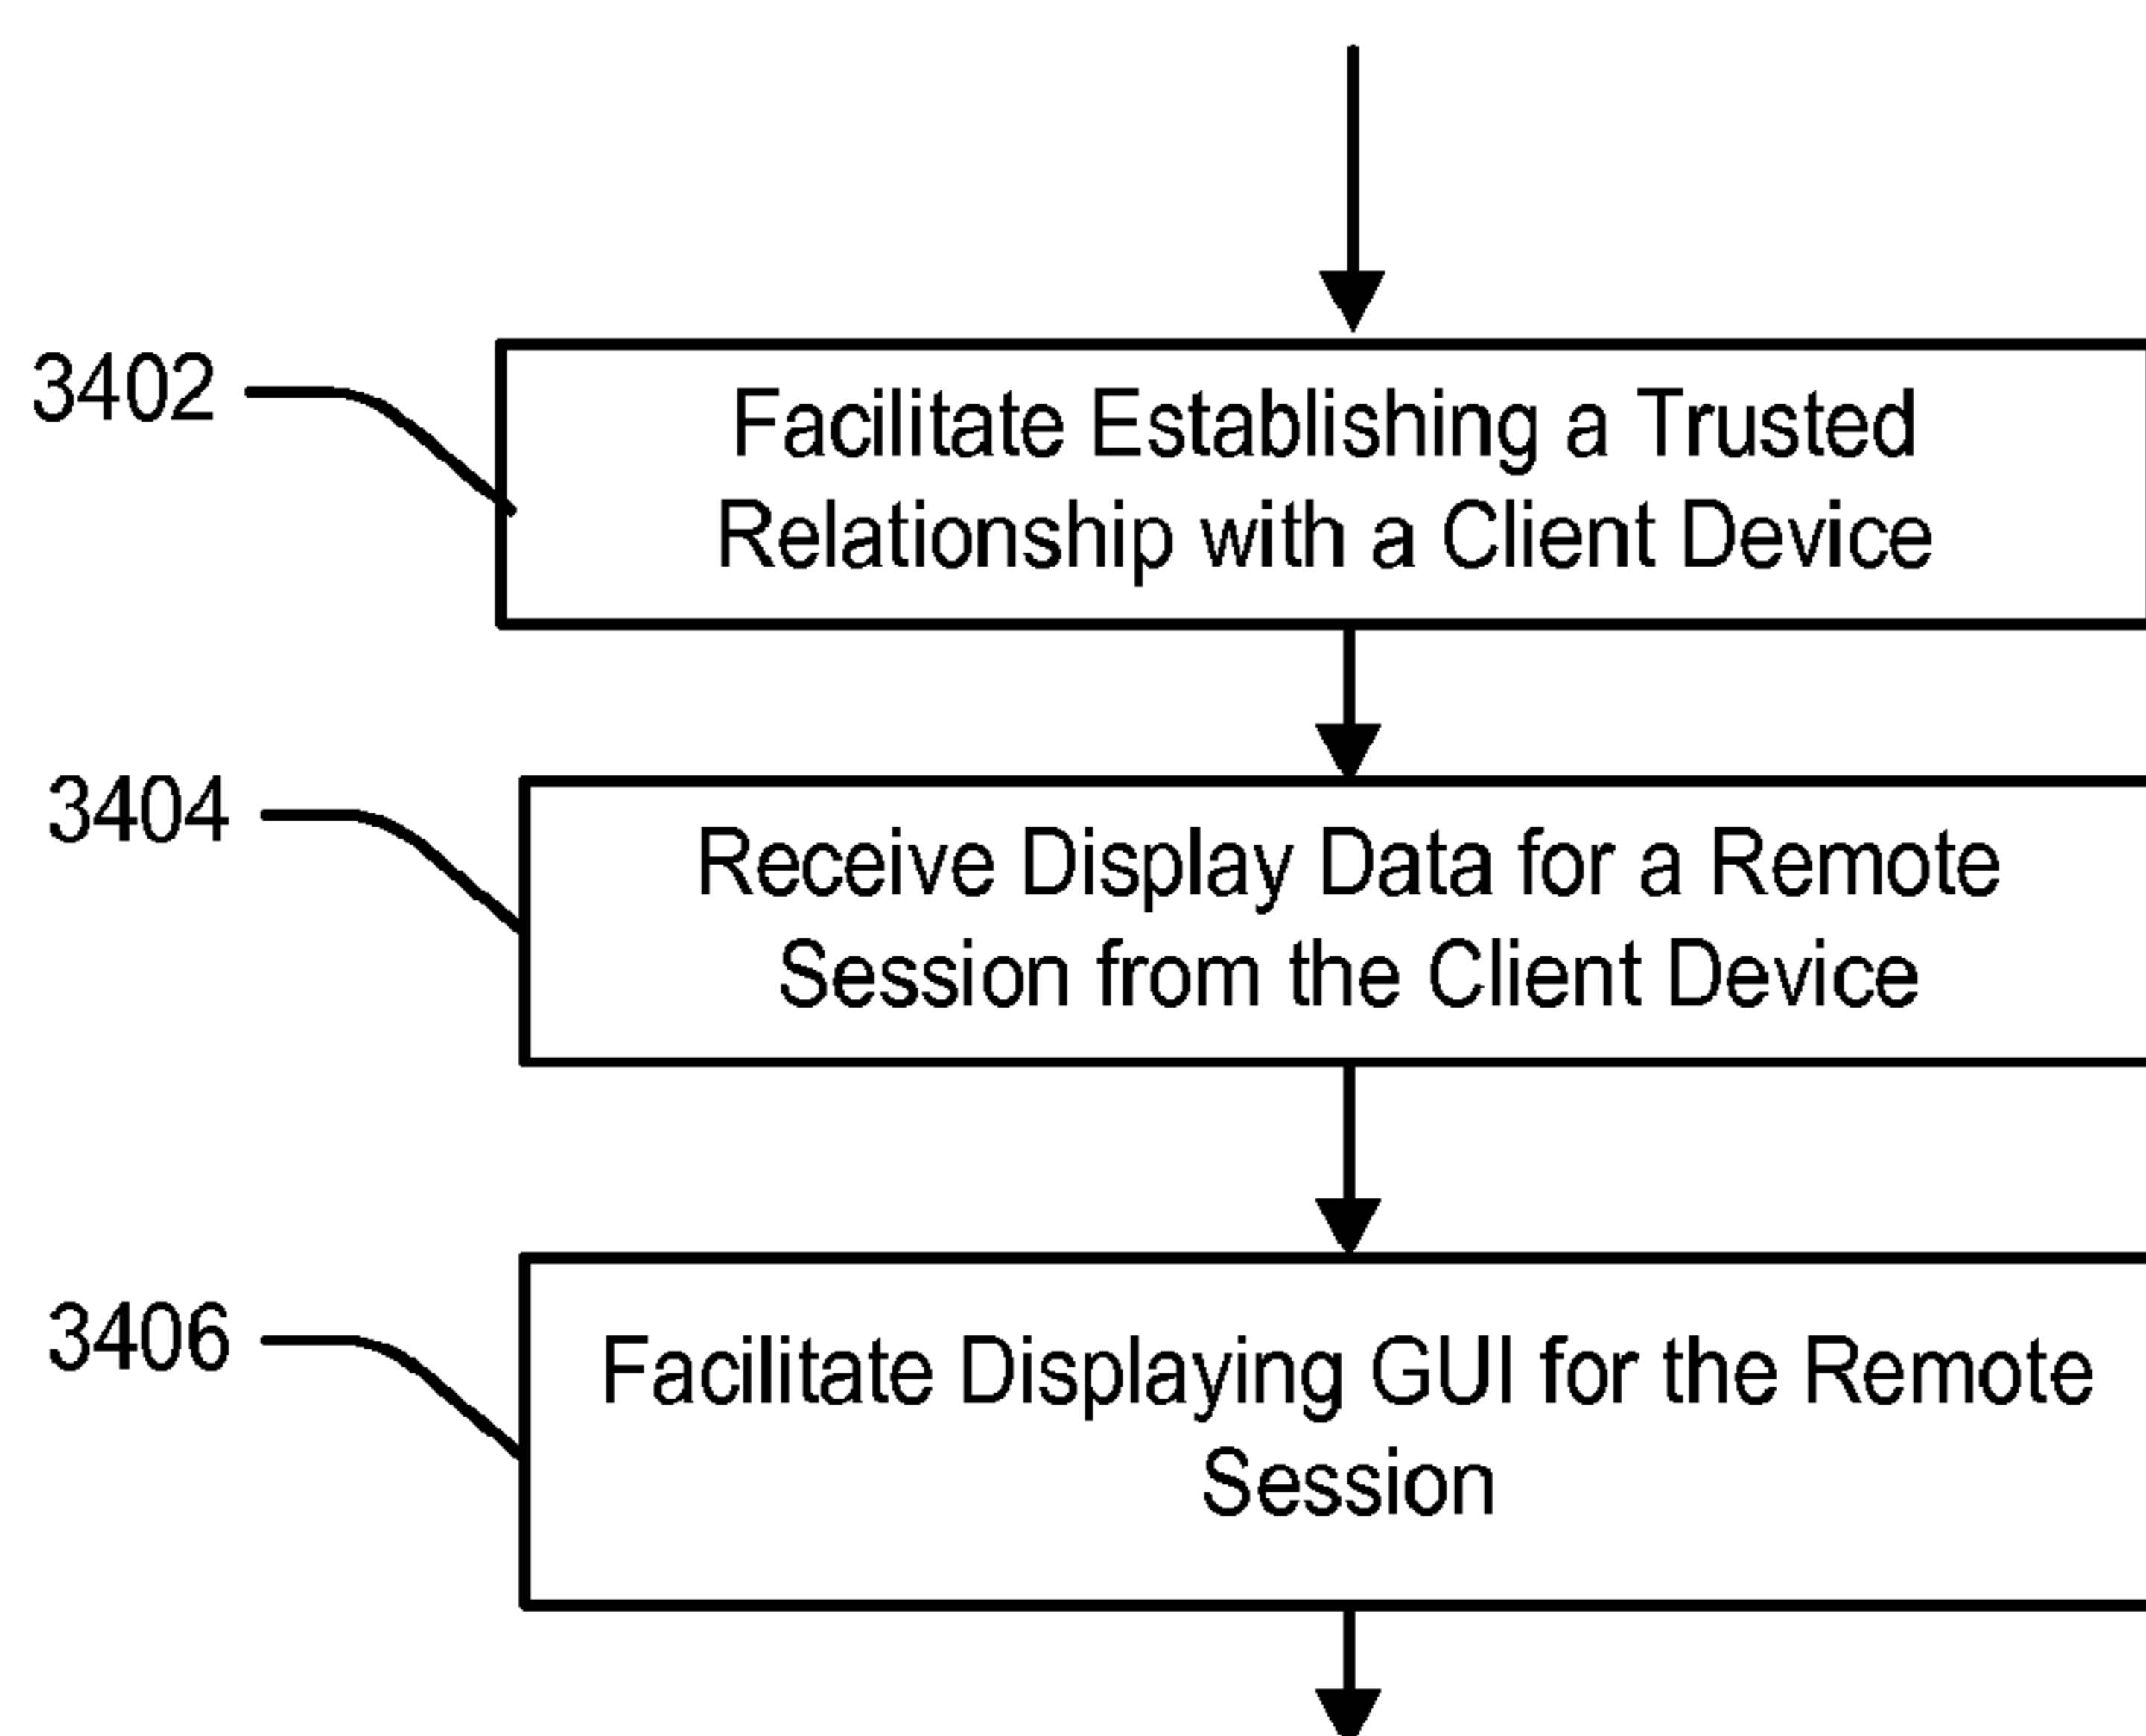 3402
Facilitate Establishing a Trusted
Relationship with a Client Device
3404
Receive Display Data for a Remote
Session from the Client Device
3406
Facilitate Displaying GUI for the Remote
Session